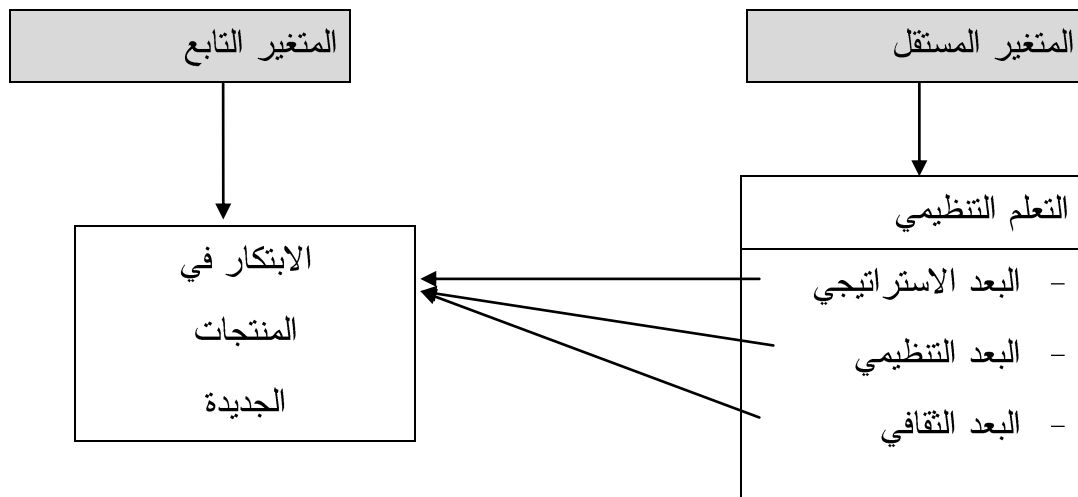 المتغير المستقل
المتغير التابع
التعلم التنظيمي
- البعد الاستراتيجي
- البعد التنظيمي
- البعد الثقافي
الابتكار في
المنتجات
الجديدة